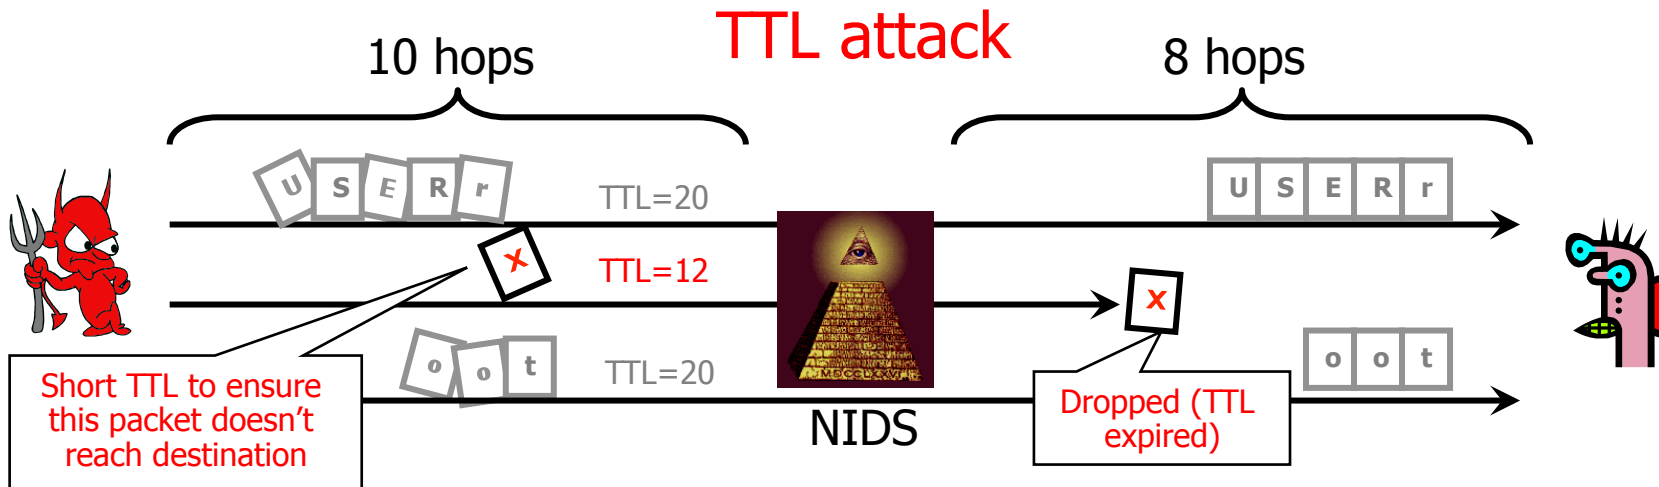 TTL attack
10 hops
8 hops
U S E R r
TTL=20
U S E R r
X
TTL=12
x
o o t
TTL=20
o o t
MDCCLXXVI
NIDS
Short TTL to ensure
this packet doesn't
reach destination
Dropped (TTL
expired)